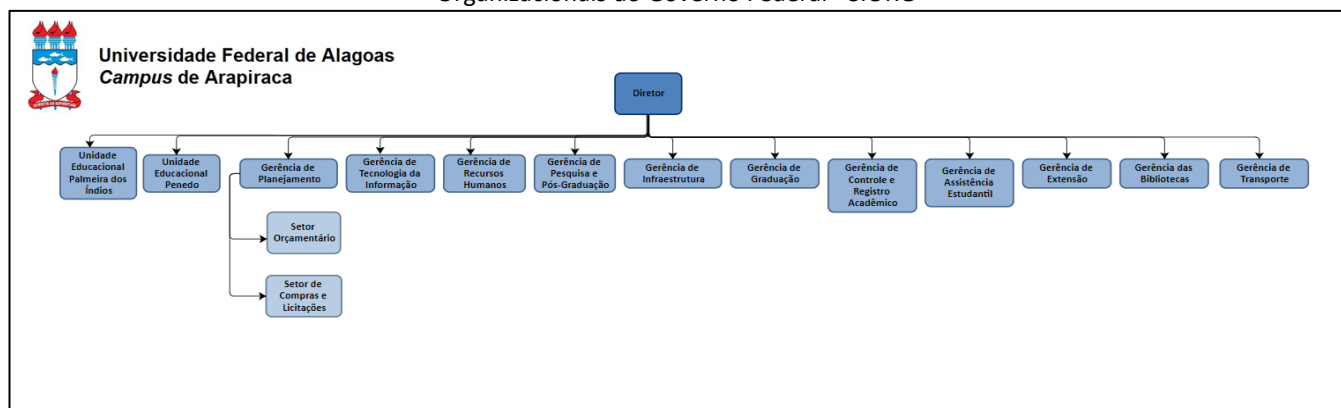 Organizacionais do Governo Federal - SIORG
Universidade Federal de Alagoas
Campus de Arapiraca
Diretor
Unidade
Educacional
Palmeira dos
Índios
Unidade
Educacional
Penedo
Gerência de
Planejamento
Gerência de
Tecnologia da
Informação
Gerência de
Recursos
Humanos
Gerência de
Pesquisa e
Pós-Graduação
Gerência de
Infraestrutura
Gerência de
Graduação
Gerência de
Controle e
Registro
Acadêmico
Gerência de
Assistência
Estudantil
Gerência
de Extensão
Gerência das
Bibliotecas
Gerência de
Transporte
Setor
Orçamentário
Setor de
Compras e
Licitações